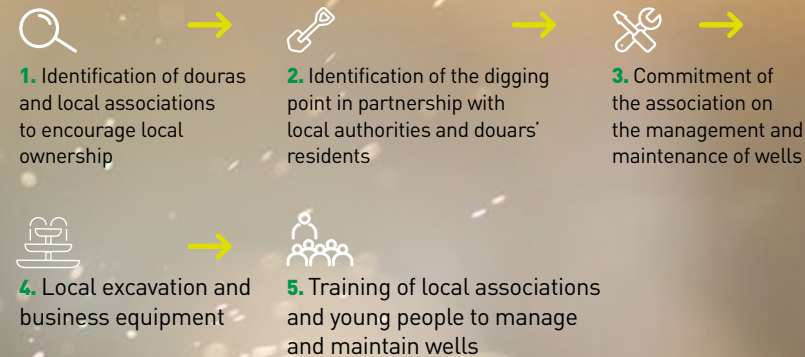 1. Identification of douras
and local associations
to encourage local
ownership
2. Identification of the digging
point in partnership with
local authorities and douars’
residents
3. Commitment of
the association on
the management and
maintenance of wells
4. Local excavation and
business equipment
5. Training of local associations
and young people to manage
and maintain wells